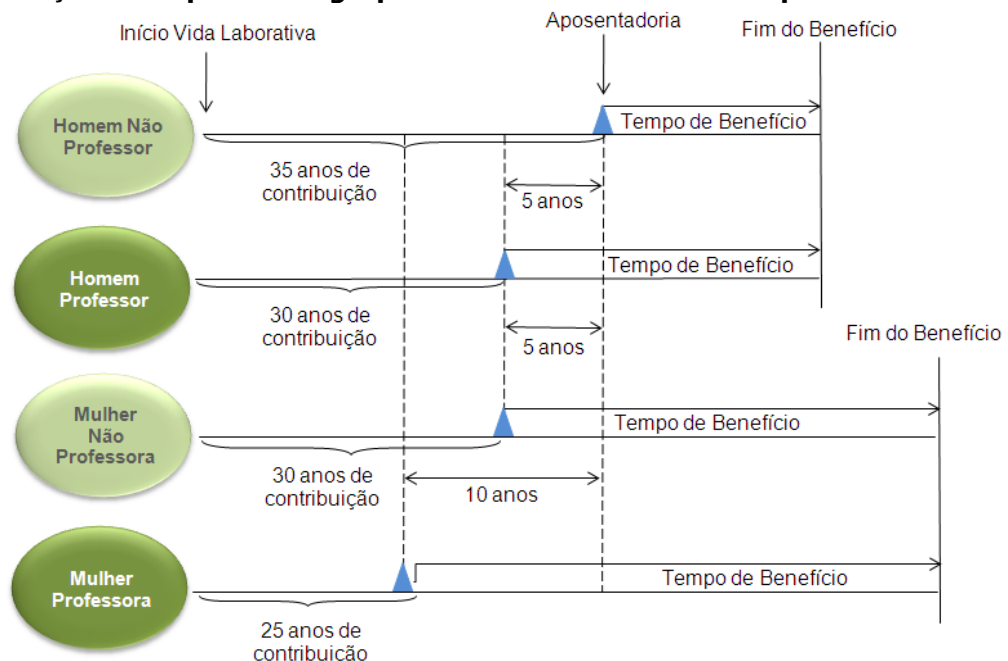 Início Vida Laborativa
Aposentadoria
Fim do Benefício
Homem Não
Professor
Tempo de Benefício
35 anos de
contribuição
5 anos
Homem
Professor
Tempo de Benefício
30 anos de
contribuição
5 anos
Fim do Benefício
Mulher
Não
Professora
Tempo de Benefício
30 anos de
contribuição
10 anos
Mulher
Professora
Tempo de Benefício
25 anos de
contribuição